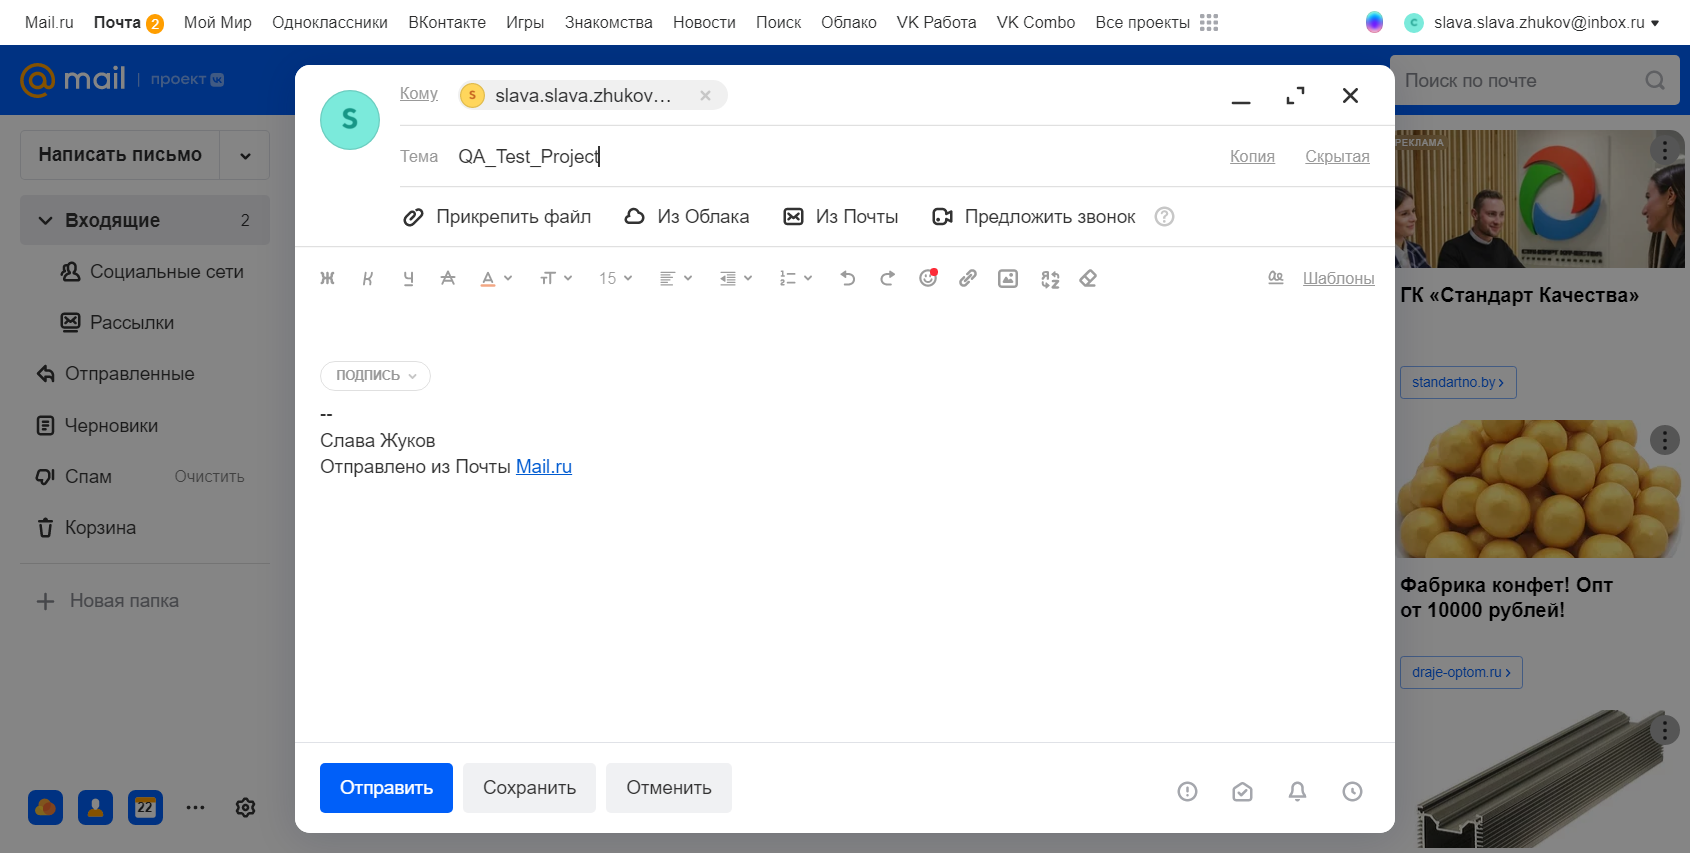 Mail.ru Почта 2 Мой Мир Одноклассники ВКонтакте Игры Знакомства Новости Поиск Облако VK Работа VK Combo Все проекты c slava.slava.zhukov@inbox.ru
@mail | проект VK
Поиск по почте
Написать письмо
Входящие 2
Социальные сети
Рассылки
Отправленные
Черновики
Спам Очистить
Корзина
Новая папка
22
S
Кому S slava.slava.zhukov...
Тема QA_Test_Project Копия Скрытая
Прикрепить файл Из Облака Из Почты Предложить звонок ?
Ж К Ч А А тТ 15 Шаблоны
ПОДПИСЬ
--
Слава Жуков
Отправлено из Почты Mail.ru
Отправить Сохранить Отменить
РЕКЛАМА
ГК «Стандарт Качества»
standartno.by
Фабрика конфет! Опт
от 10000 рублей!
draje-optom.ru